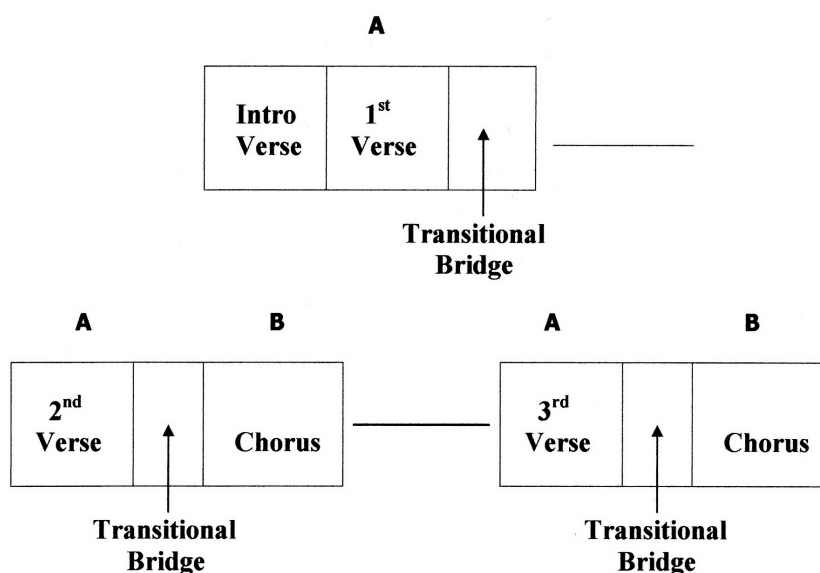 A
Intro
Verse
1st
Verse
Transitional
Bridge
A
B
2nd
Verse
Chorus
Transitional
Bridge
A
B
3rd
Verse
Chorus
Transitional
Bridge